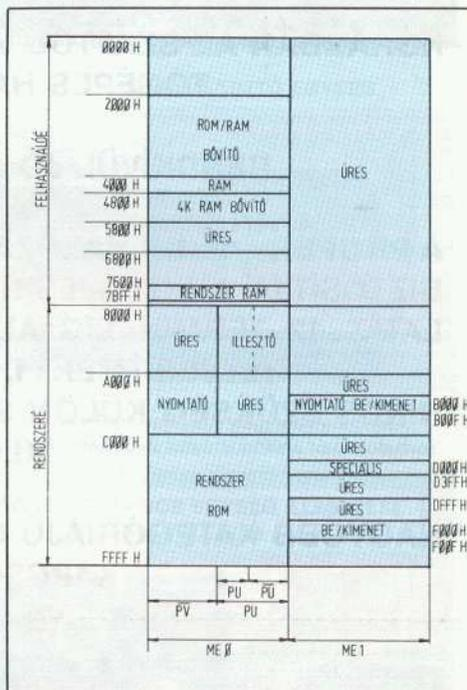 0000 H
2000 H
ROM/RAM
BŐVÍTŐ
ÜRES
FELHASZNÁLÓÉ
4000 H
RAM
4800 H
4K RAM BŐVÍTŐ
5800 H
ÜRES
6800 H
7600 H
7BFF H
RENDSZER RAM
8000 H
ÜRES
ILLESZTŐ
RENDSZERÉ
A000 H
ÜRES
NYOMTATÓ
ÜRES
NYOMTATÓ BE/KIMENET
B000 H
B00F H
C000 H
ÜRES
SPECIÁLIS
D000 H
D3FF H
RENDSZER
ROM
ÜRES
ÜRES
DFFF H
BE/KIMENET
F000 H
F00F H
FFFF H
PU
PU
PV
PU
ME 0
ME 1